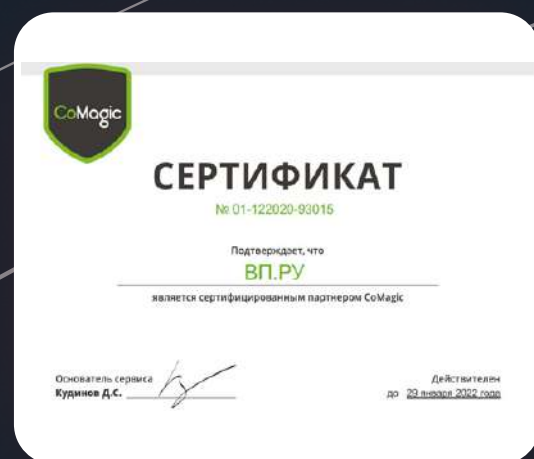 CoMagic
СЕРТИФИКАТ
№ 01-122020-93015
Подтверждает, что
ВП.РУ
является сертифицированным партнером CoMagic
Основатель сервиса
Кудинов Д.С.
Действителен
до 29 января 2022 года